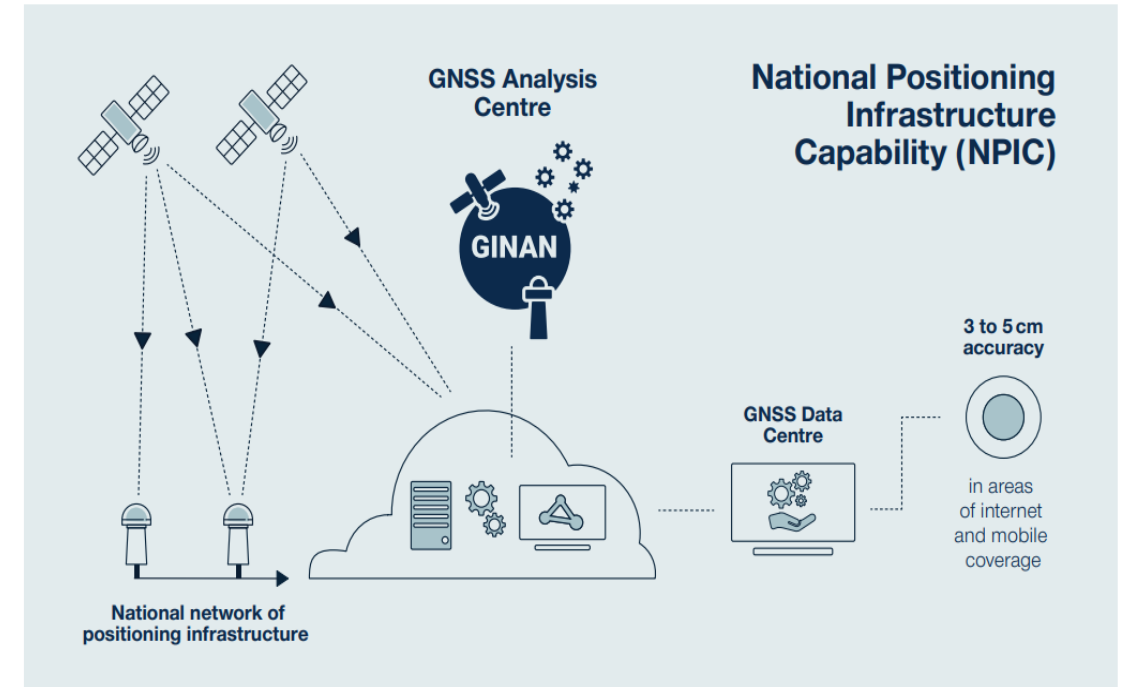 National Positioning
Infrastructure
Capability (NPIC)
GNSS Analysis
Centre
GINAN
3 to 5 cm
accuracy
in areas
of internet
and mobile
coverage
GNSS Data
Centre
National network of
positioning infrastructure